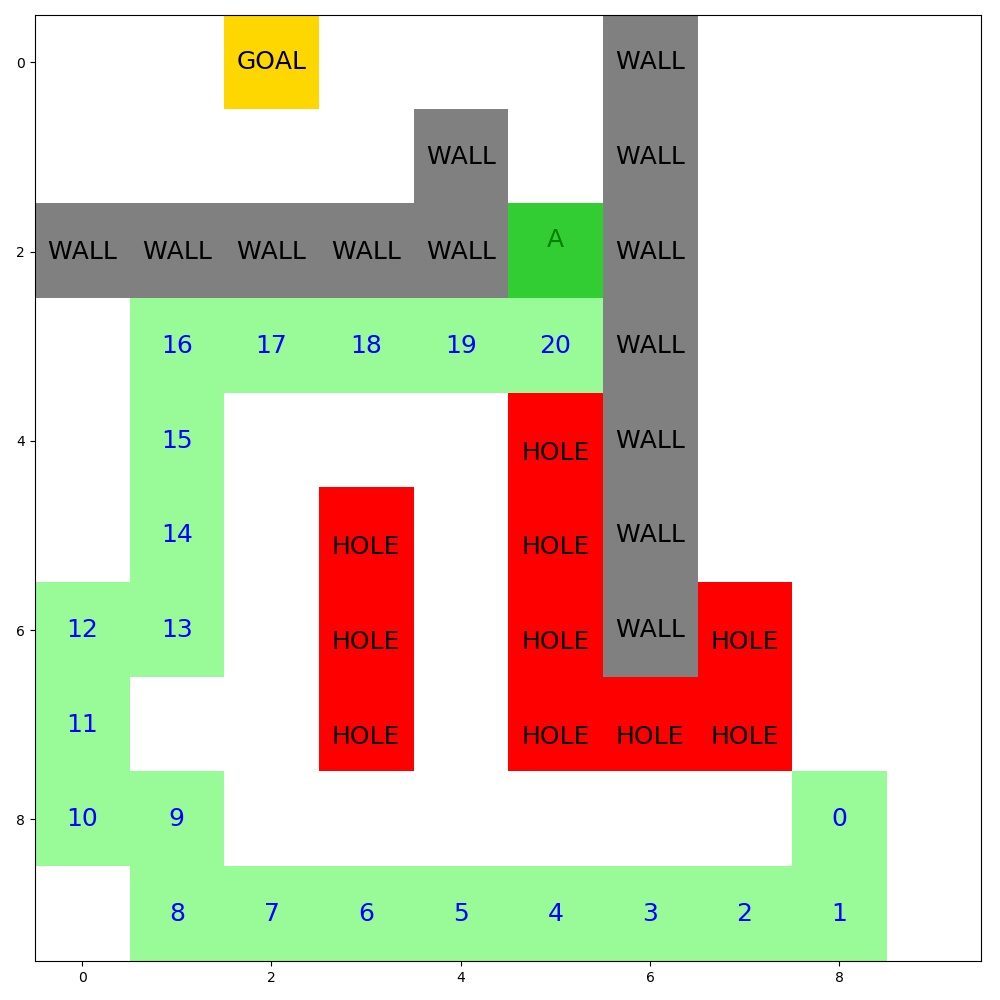 0 GOAL WALL
WALL WALL
2 WALL WALL WALL WALL WALL A WALL
16 17 18 19 20 WALL
4 15 HOLE WALL
14 HOLE HOLE WALL
6 12 13 HOLE HOLE WALL HOLE
11 HOLE HOLE HOLE HOLE
8 10 9 0
8 7 6 5 4 3 2 1
0 2 4 6 8